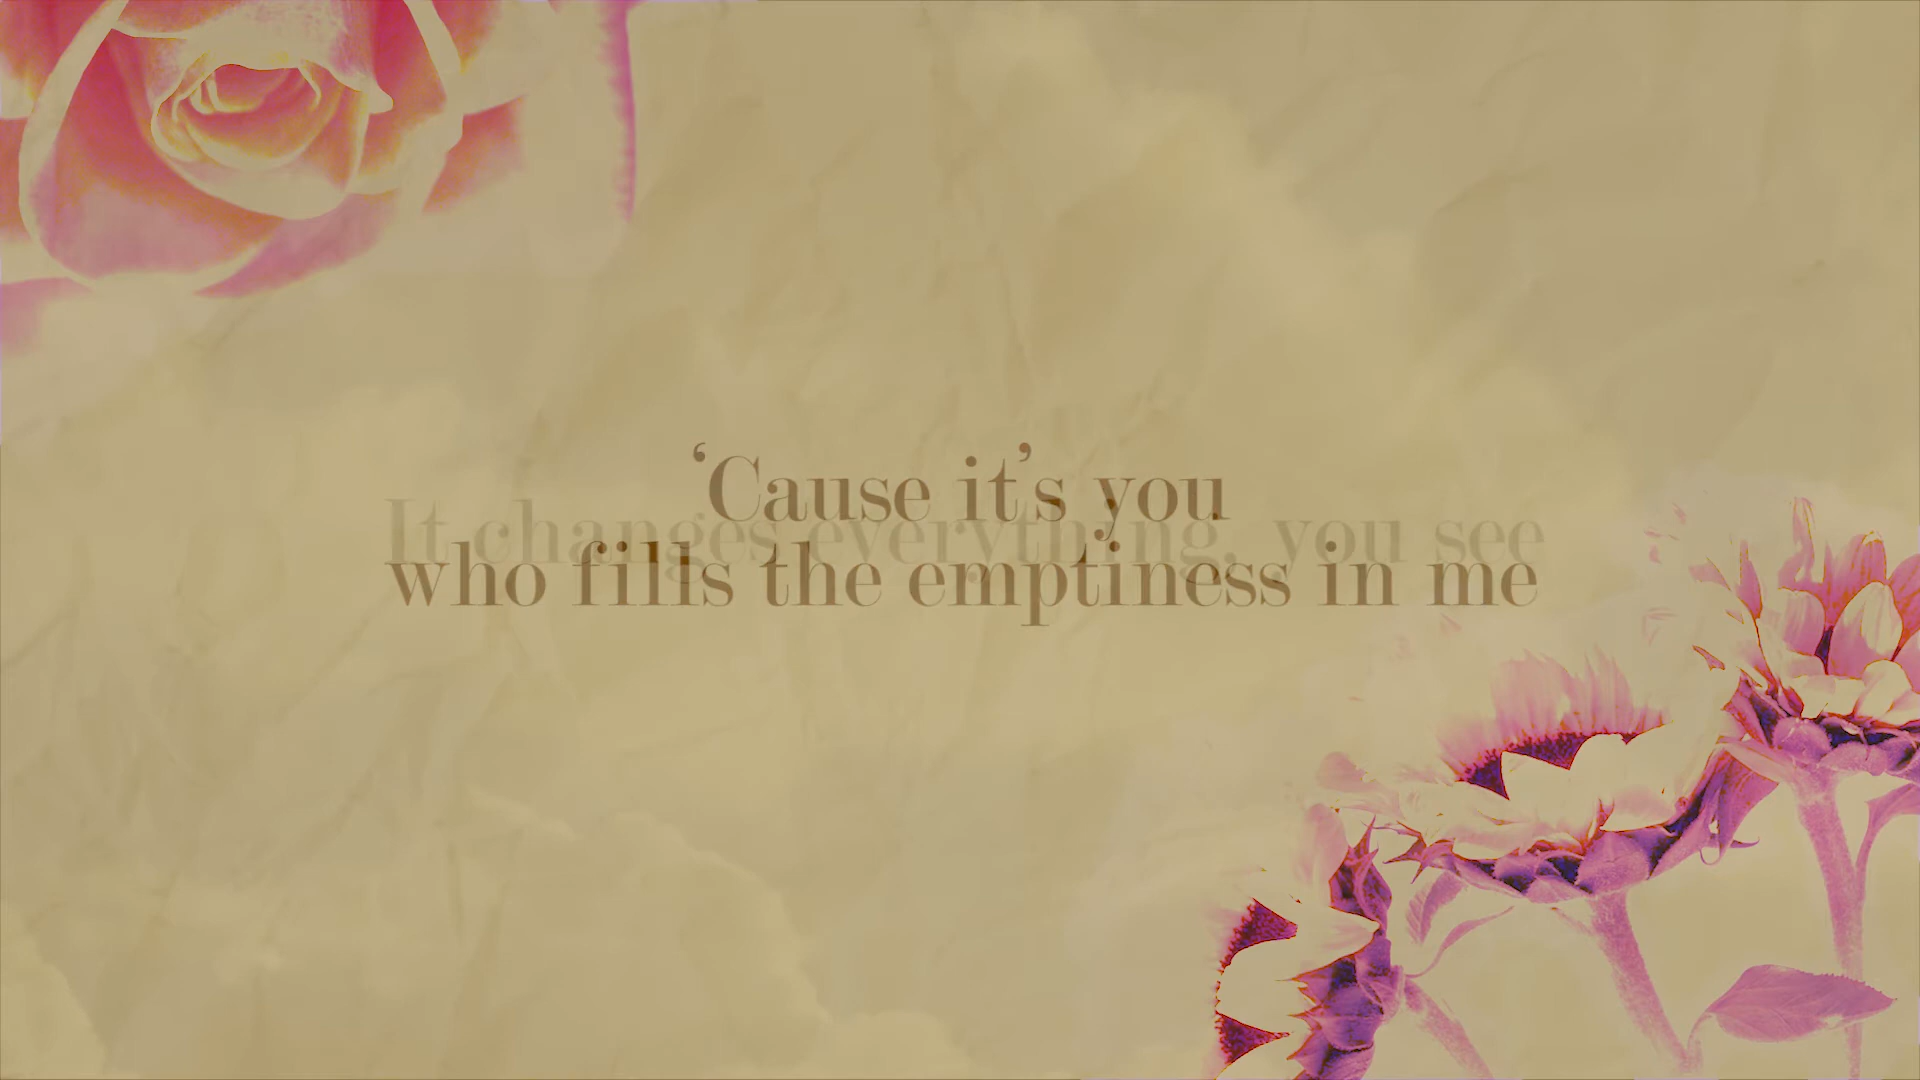 ‘Cause it’s you
It changes everything, you see
who fills the emptiness in me